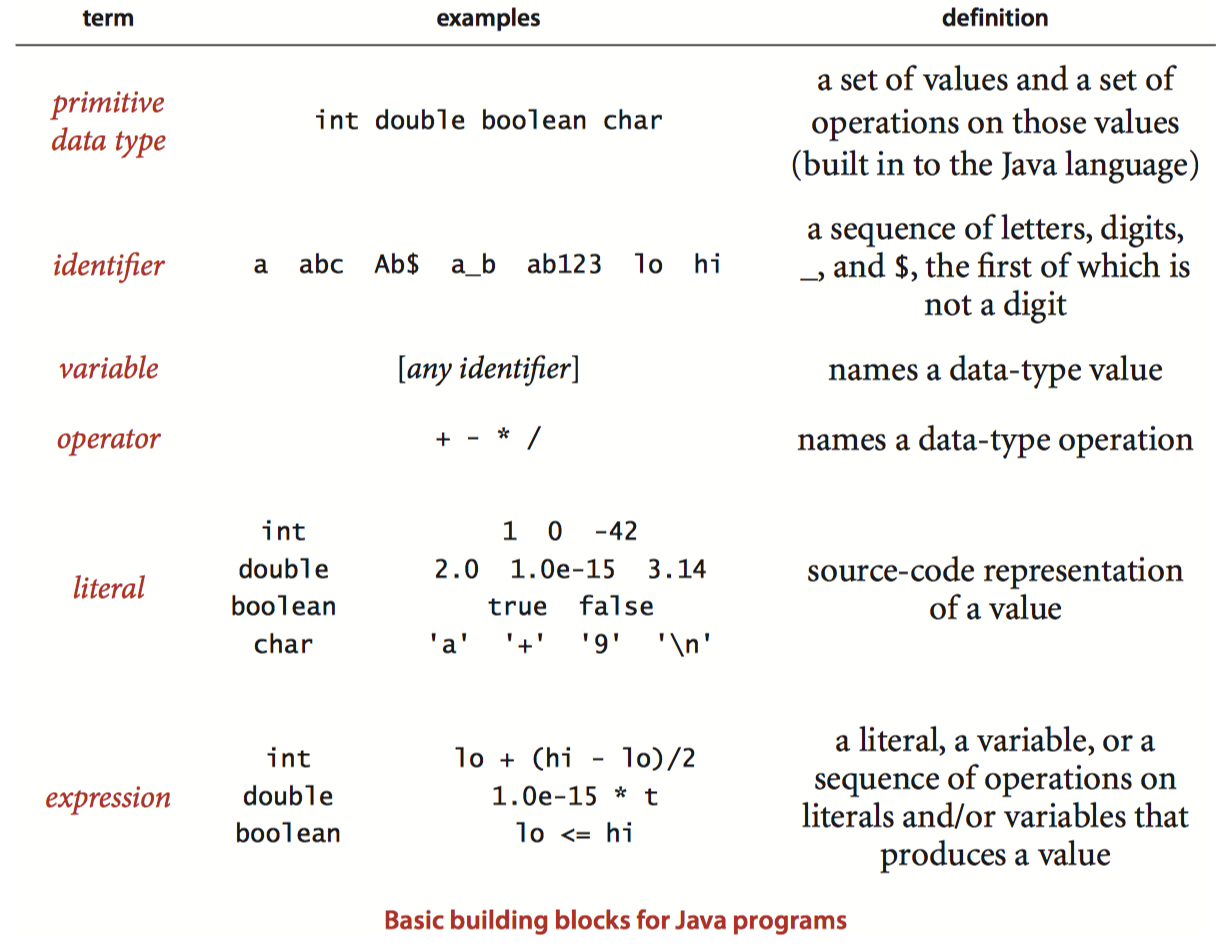 term examples definition
primitive
data type
int double boolean char
a set of values and a set of
operations on those values
(built in to the Java language)
identifier
a abc Ab$ a_b ab123 lo hi
a sequence of letters, digits,
_, and $, the first of which is
not a digit
variable
[any identifier]
names a data-type value
operator
+ - * /
names a data-type operation
literal
int 1 0 -42
double 2.0 1.0e-15 3.14
boolean true false
char 'a' '+' '9' '\n'
source-code representation
of a value
expression
int lo + (hi - lo)/2
double 1.0e-15 * t
boolean lo <= hi
a literal, a variable, or a
sequence of operations on
literals and/or variables that
produces a value
Basic building blocks for Java programs